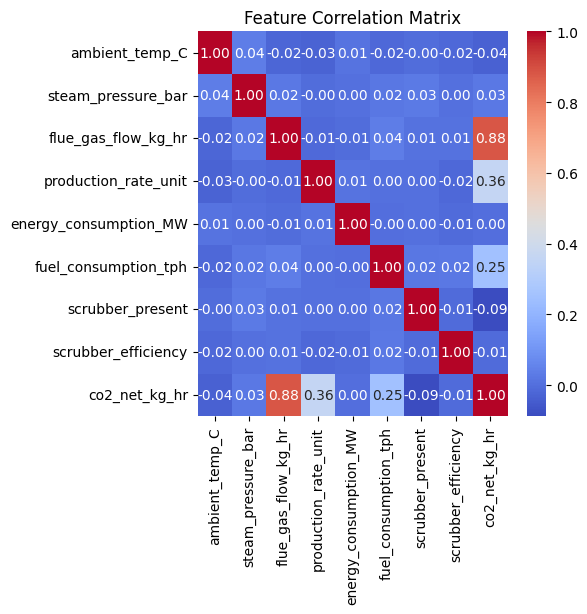 Feature Correlation Matrix
ambient_temp_C 1.00 0.04 -0.02 -0.03 0.01 -0.02 -0.00 -0.02 -0.04
steam_pressure_bar 0.04 1.00 0.02 -0.00 0.00 0.02 0.03 0.00 0.03
flue_gas_flow_kg_hr -0.02 0.02 1.00 -0.01 -0.01 0.04 0.01 0.01 0.88
production_rate_unit -0.03 -0.00 -0.01 1.00 0.01 0.00 0.00 -0.02 0.36
energy_consumption_MW 0.01 0.00 -0.01 0.01 1.00 -0.00 0.00 -0.01 0.00
fuel_consumption_tph -0.02 0.02 0.04 0.00 -0.00 1.00 0.02 0.02 0.25
scrubber_present -0.00 0.03 0.01 0.00 0.00 0.02 1.00 -0.01 -0.09
scrubber_efficiency -0.02 0.00 0.01 -0.02 -0.01 0.02 -0.01 1.00 -0.01
co2_net_kg_hr -0.04 0.03 0.88 0.36 0.00 0.25 -0.09 -0.01 1.00
ambient_temp_C
steam_pressure_bar
flue_gas_flow_kg_hr
production_rate_unit
energy_consumption_MW
fuel_consumption_tph
scrubber_present
scrubber_efficiency
co2_net_kg_hr
1.0
0.8
0.6
0.4
0.2
0.0